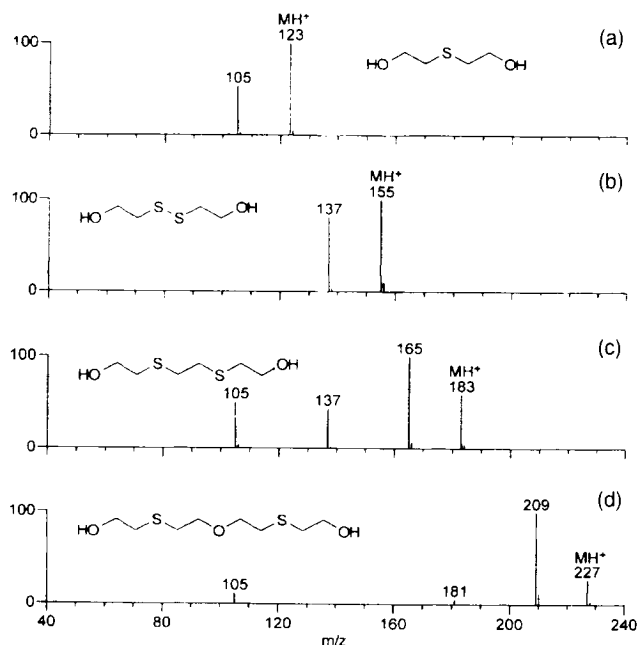 MH⁺
123
(a)
105
HO S OH
100
0
MH⁺
155
(b)
137
HO S S OH
100
0
165
(c)
MH⁺
183
105
137
HO S S OH
100
0
209
(d)
MH⁺
227
105
181
HO S O S OH
100
0
40 80 120 160 200 240
m/z